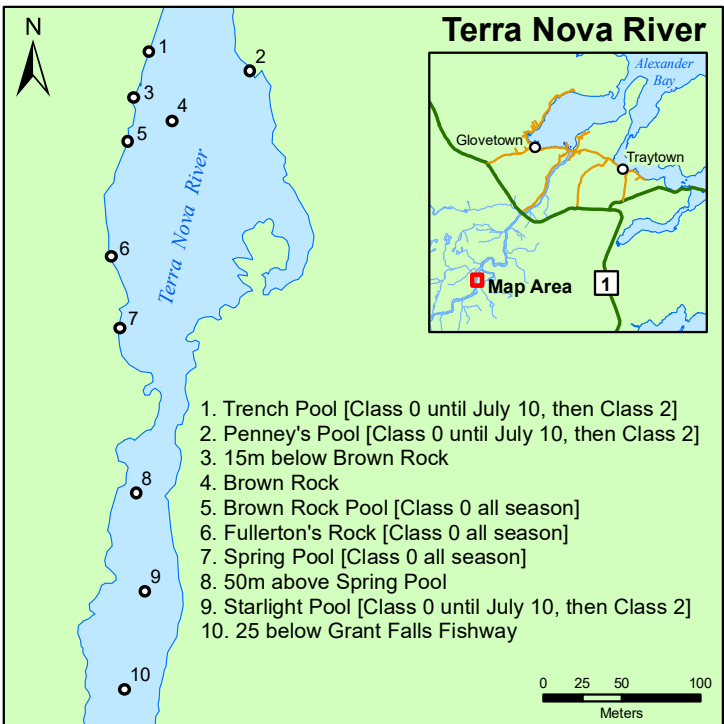 Terra Nova River
N
Alexander
Bay
Glovetown
Traytown
Map Area
1
1
2
3
4
5
6
7
8
9
10
Terra Nova River
1. Trench Pool [Class 0 until July 10, then Class 2]
2. Penney's Pool [Class 0 until July 10, then Class 2]
3. 15m below Brown Rock
4. Brown Rock
5. Brown Rock Pool [Class 0 all season]
6. Fullerton's Rock [Class 0 all season]
7. Spring Pool [Class 0 all season]
8. 50m above Spring Pool
9. Starlight Pool [Class 0 until July 10, then Class 2]
10. 25 below Grant Falls Fishway
0 25 50 100
Meters